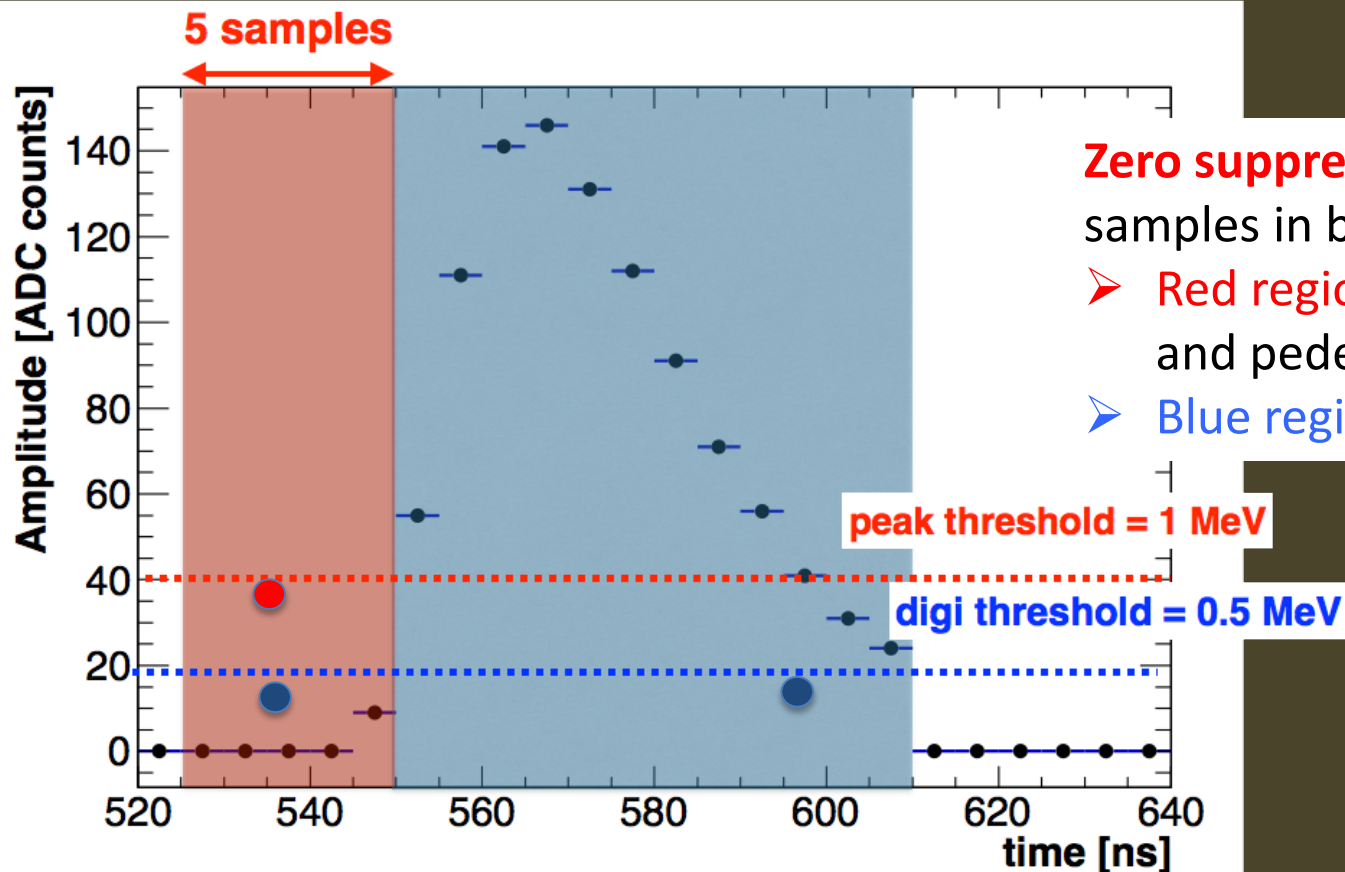 5 samples
Amplitude [ADC counts]
140
120
100
80
60
40
20
0
520
540
560
580
600
620
640
time [ns]
peak threshold = 1 MeV
digi threshold = 0.5 MeV
Zero suppre
samples in b
Red regio
and pede
Blue regi